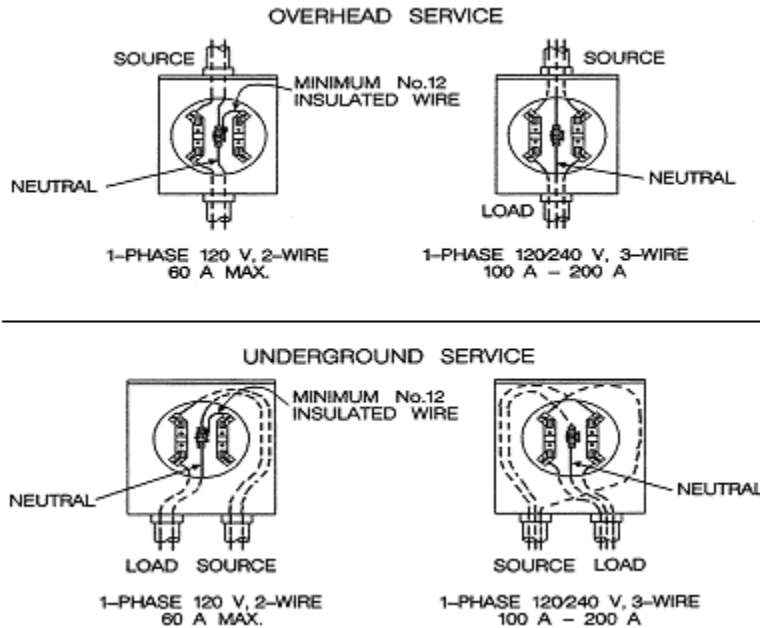 OVERHEAD SERVICE
SOURCE
MINIMUM No.12
INSULATED WIRE
NEUTRAL
1-PHASE 120 V, 2-WIRE
60 A MAX.
SOURCE
NEUTRAL
LOAD
1-PHASE 120/240 V, 3-WIRE
100 A - 200 A
UNDERGROUND SERVICE
MINIMUM No.12
INSULATED WIRE
NEUTRAL
LOAD SOURCE
1-PHASE 120 V, 2-WIRE
60 A MAX.
NEUTRAL
SOURCE LOAD
1-PHASE 120/240 V, 3-WIRE
100 A - 200 A